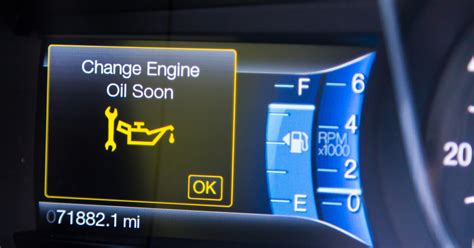 Change Engine
Oil Soon
OK
071882.1 mi
F
E
6
4
RPM
x1000
2
0
20